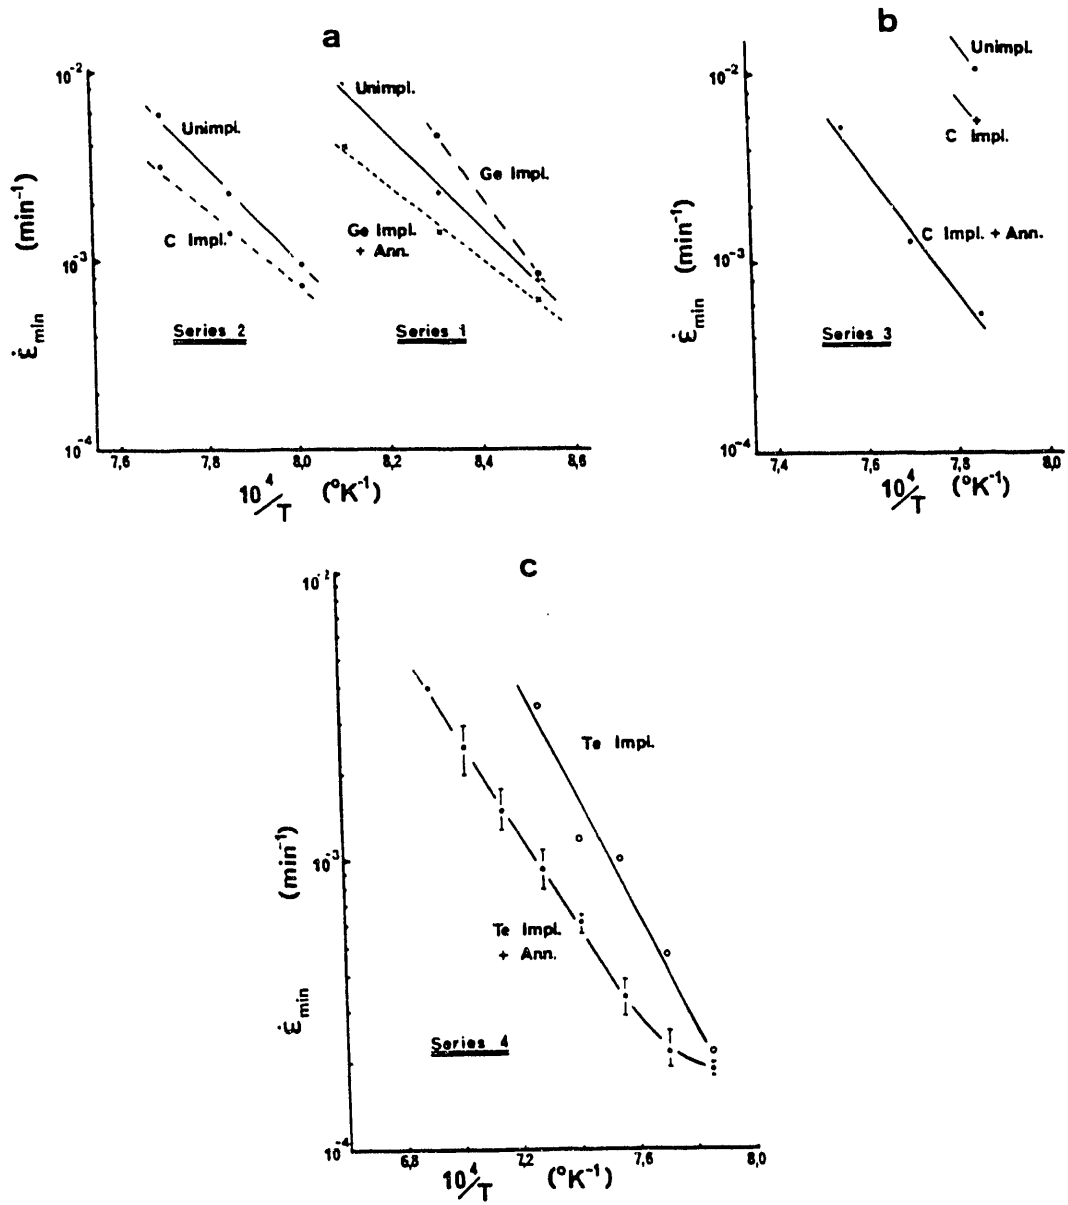 a
10⁻²
10⁻³
10⁻⁴
ε̇min (min⁻¹)
Unimpl.
C Impl.
Series 2
Unimpl.
Ge Impl.
Ge Impl.
+ Ann.
Series 1
7,6 7,8 8,0 8,2 8,4 8,6
10⁴/T (°K⁻¹)
b
10⁻²
10⁻³
10⁻⁴
ε̇min (min⁻¹)
Unimpl.
C Impl.
C Impl. + Ann.
Series 3
7,4 7,6 7,8 8,0
10⁴/T (°K⁻¹)
c
10⁻²
10⁻³
10⁻⁴
ε̇min (min⁻¹)
Te Impl.
Te Impl.
+ Ann.
Series 4
6,8 7,2 7,6 8,0
10⁴/T (°K⁻¹)